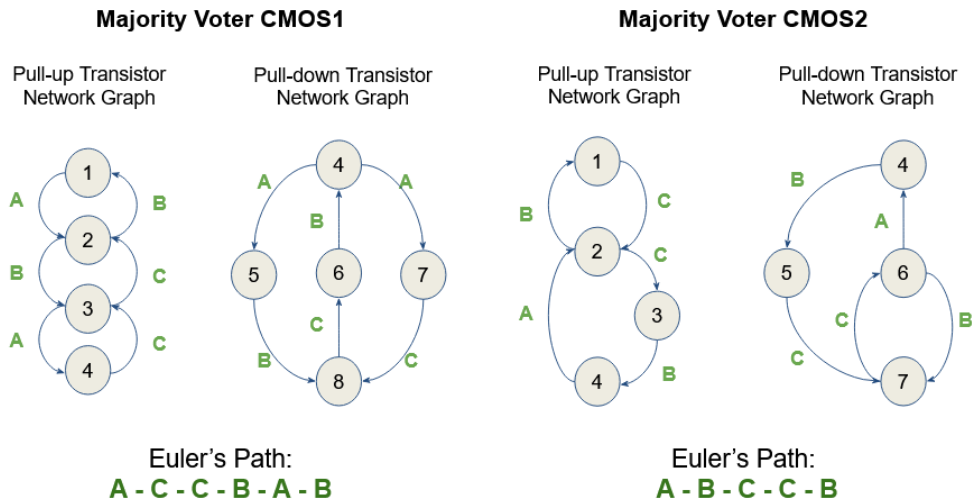 Majority Voter CMOS1
Pull-up Transistor
Network Graph
Pull-down Transistor
Network Graph
1
A
B
2
B
C
3
A
C
4
4
A
A
B
5
6
7
C
B
C
8
Euler's Path:
A - C - C - B - A - B
Majority Voter CMOS2
Pull-up Transistor
Network Graph
Pull-down Transistor
Network Graph
1
B
C
2
C
A
3
B
4
4
B
A
5
6
C
B
C
7
Euler's Path:
A - B - C - C - B